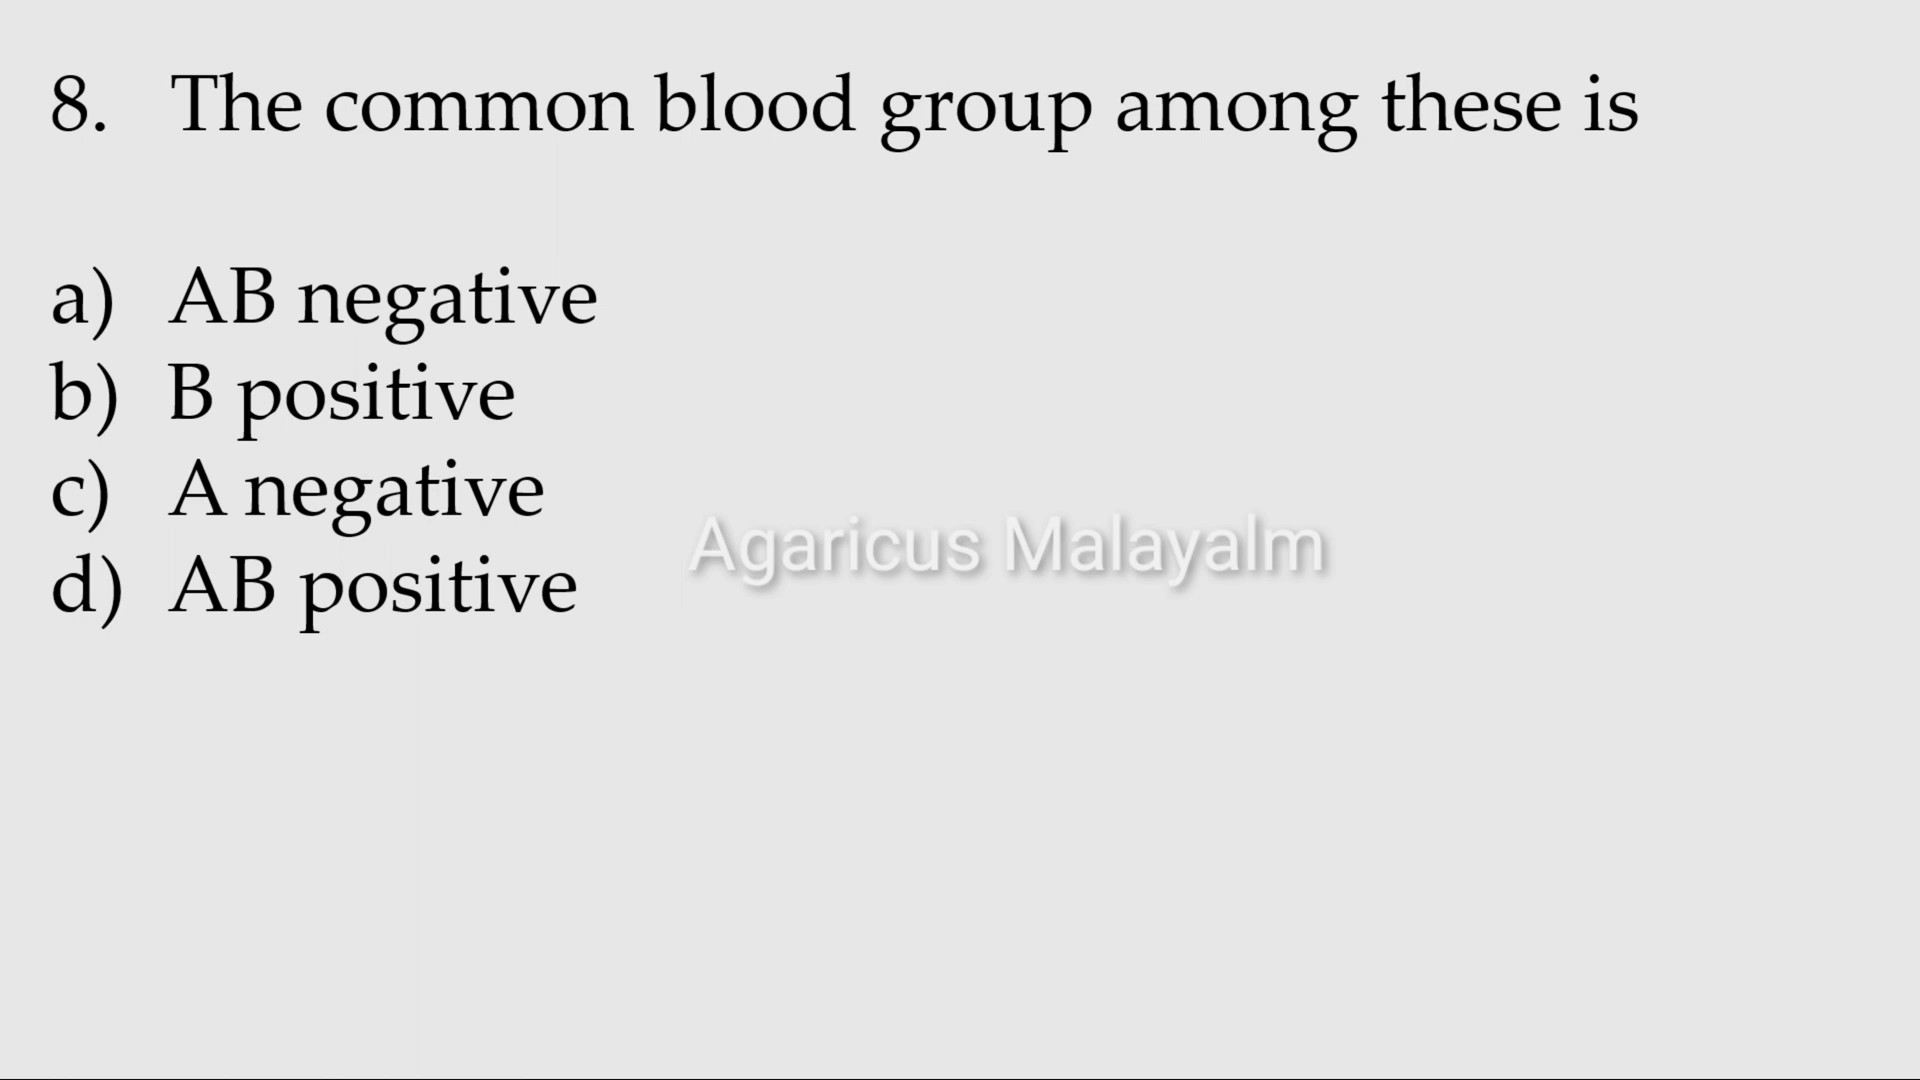 8. The common blood group among these is
a) AB negative
b) B positive
c) A negative
d) AB positive
Agaricus Malayalm